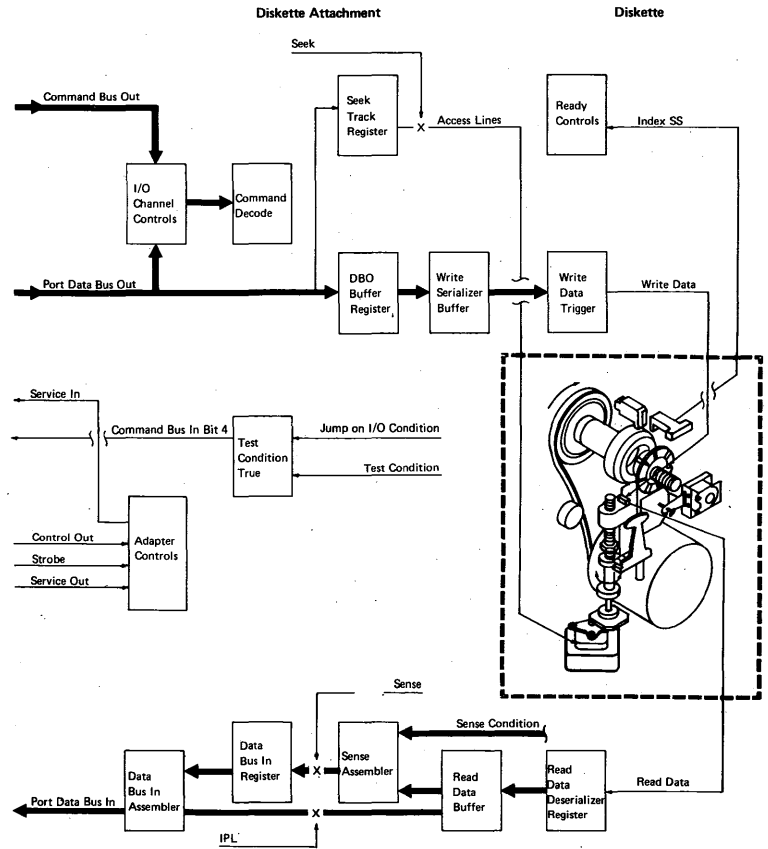 Diskette Attachment
Diskette
Seek
Command Bus Out
Seek
Track
Register
X
Access Lines
Ready
Controls
Index SS
I/O
Channel
Controls
Command
Decode
Port Data Bus Out
DBO
Buffer
Register
Write
Serializer
Buffer
Write
Data
Trigger
Write Data
Service In
Command Bus In Bit 4
Test
Condition
True
Jump on I/O Condition
Test Condition
Control Out
Strobe
Service Out
Adapter
Controls
Sense
Sense Condition
Data
Bus In
Register
X
Sense
Assembler
Data
Bus In
Assembler
Read
Data
Buffer
Read
Data
Deserializer
Register
Read Data
Port Data Bus In
X
IPL